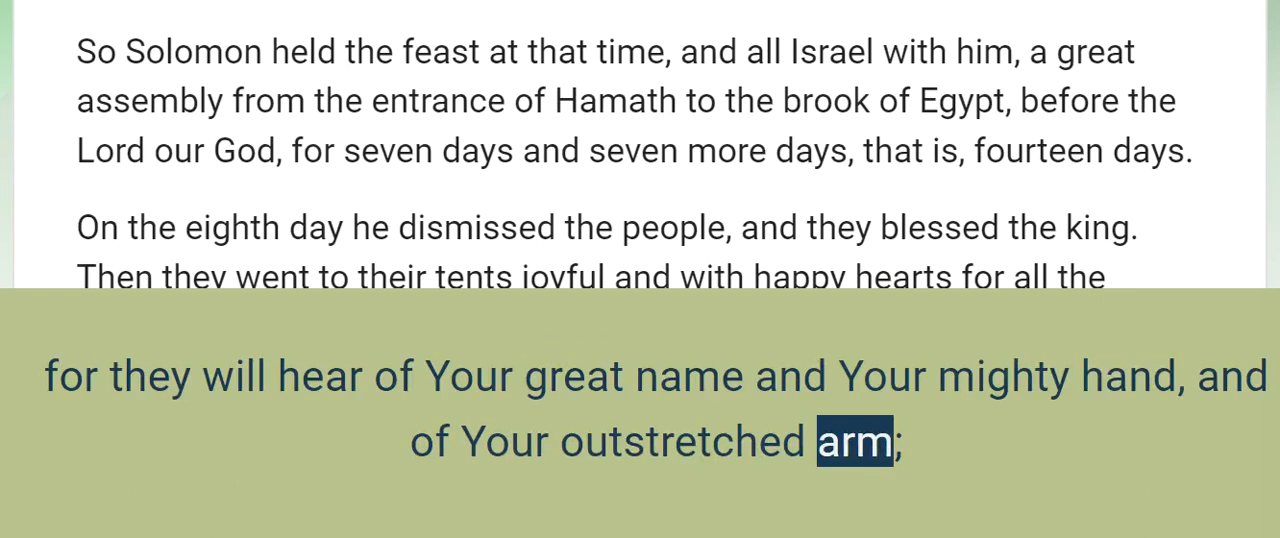 So Solomon held the feast at that time, and all Israel with him, a great
assembly from the entrance of Hamath to the brook of Egypt, before the
Lord our God, for seven days and seven more days, that is, fourteen days.
On the eighth day he dismissed the people, and they blessed the king.
Then they went to their tents joyful and with happy hearts for all the
for they will hear of Your great name and Your mighty hand, and
of Your outstretched arm;